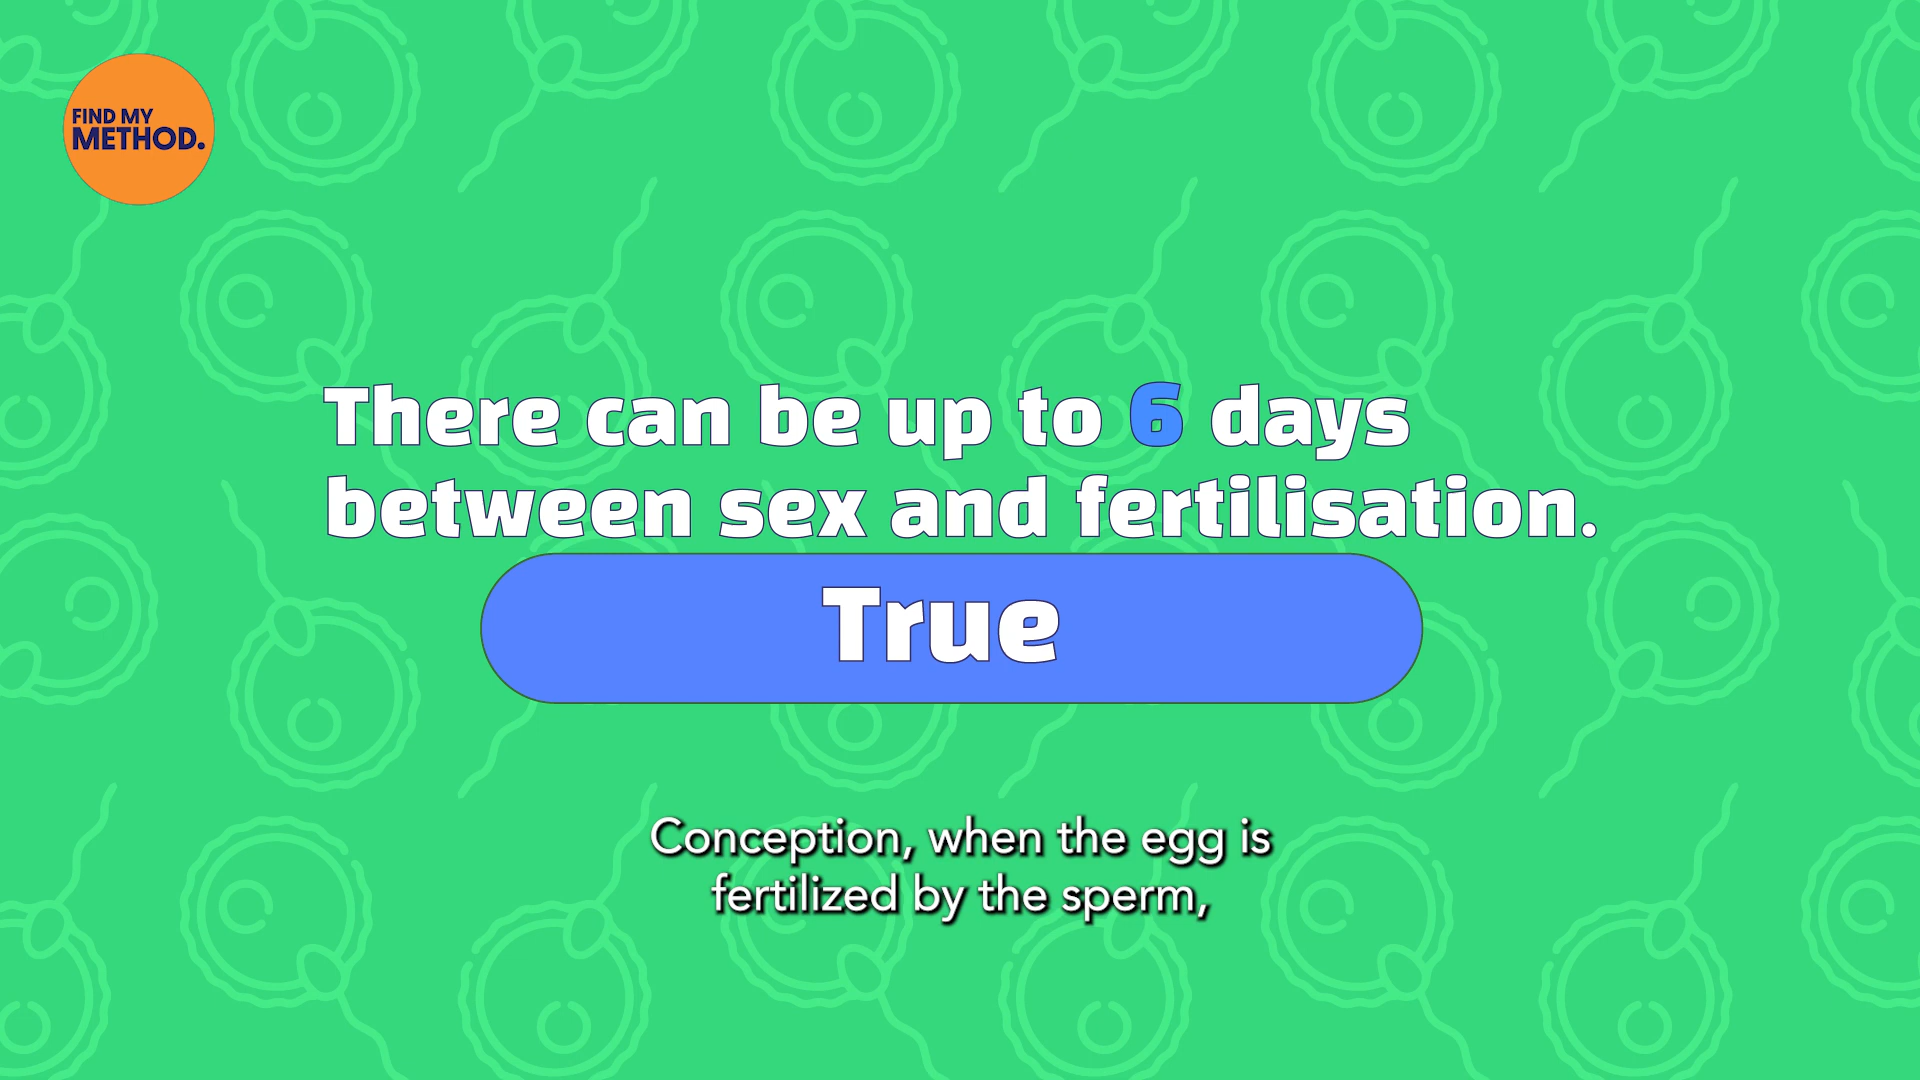 FIND MY
METHOD.
There can be up to 6 days
between sex and fertilisation.
True
Conception, when the egg is
fertilized by the sperm,